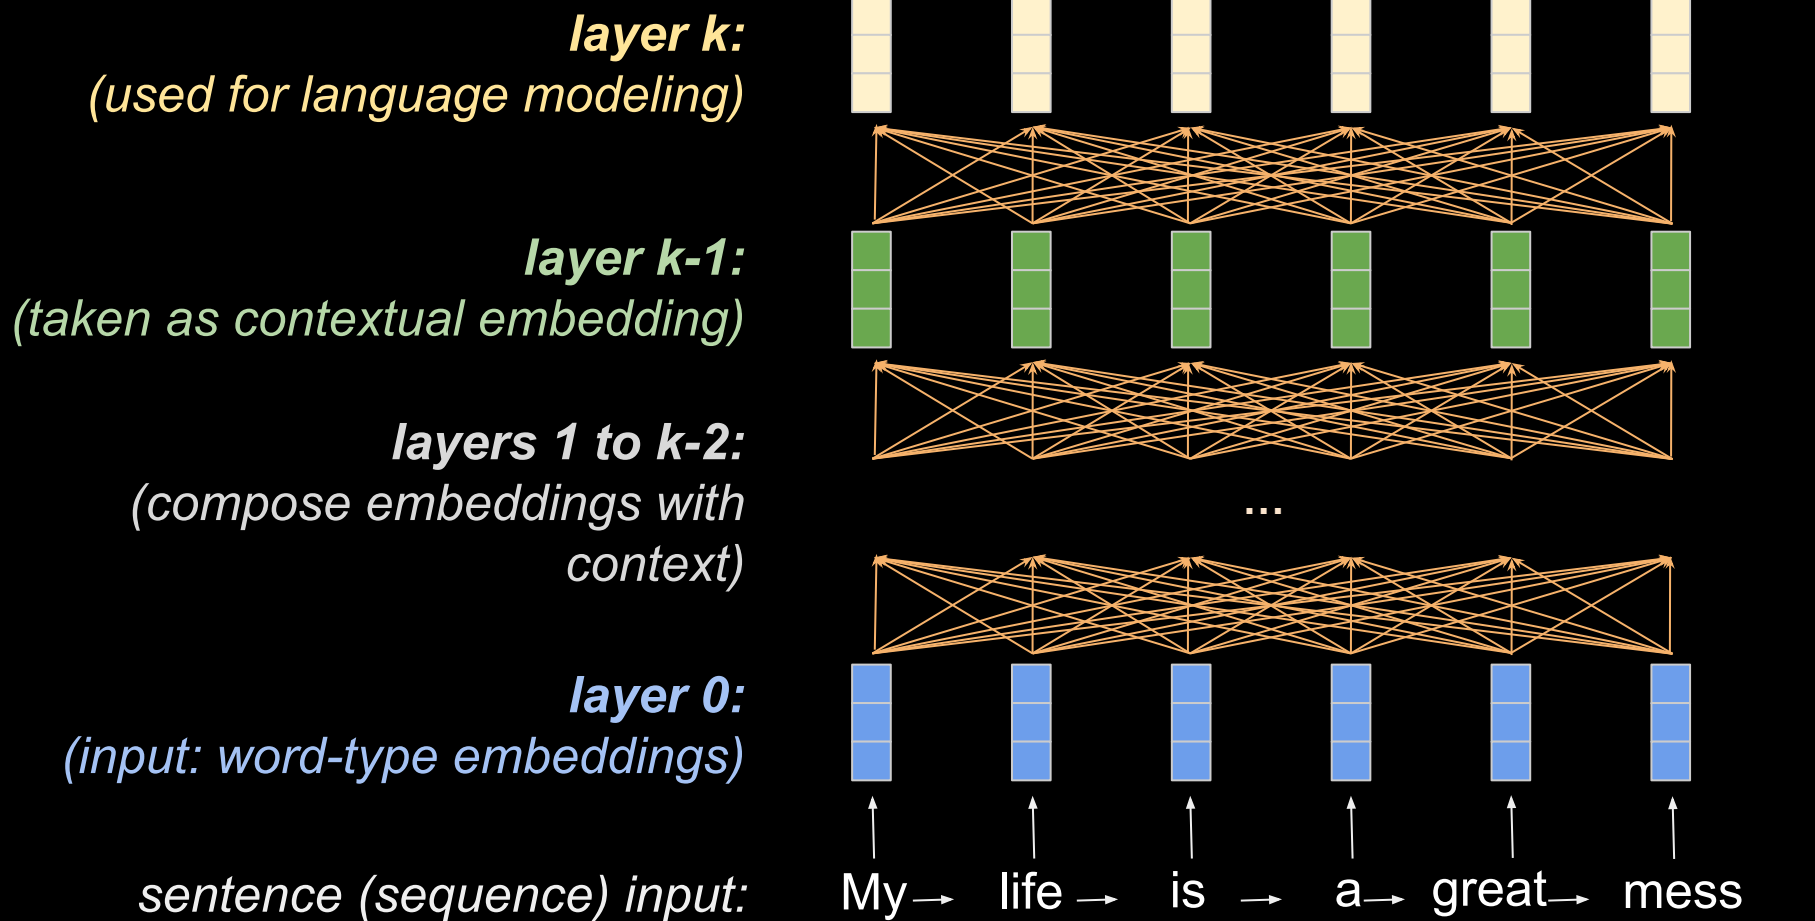 layer k:
(used for language modeling)
layer k-1:
(taken as contextual embedding)
layers 1 to k-2:
(compose embeddings with
context)
...
layer 0:
(input: word-type embeddings)
sentence (sequence) input: My life is a great mess